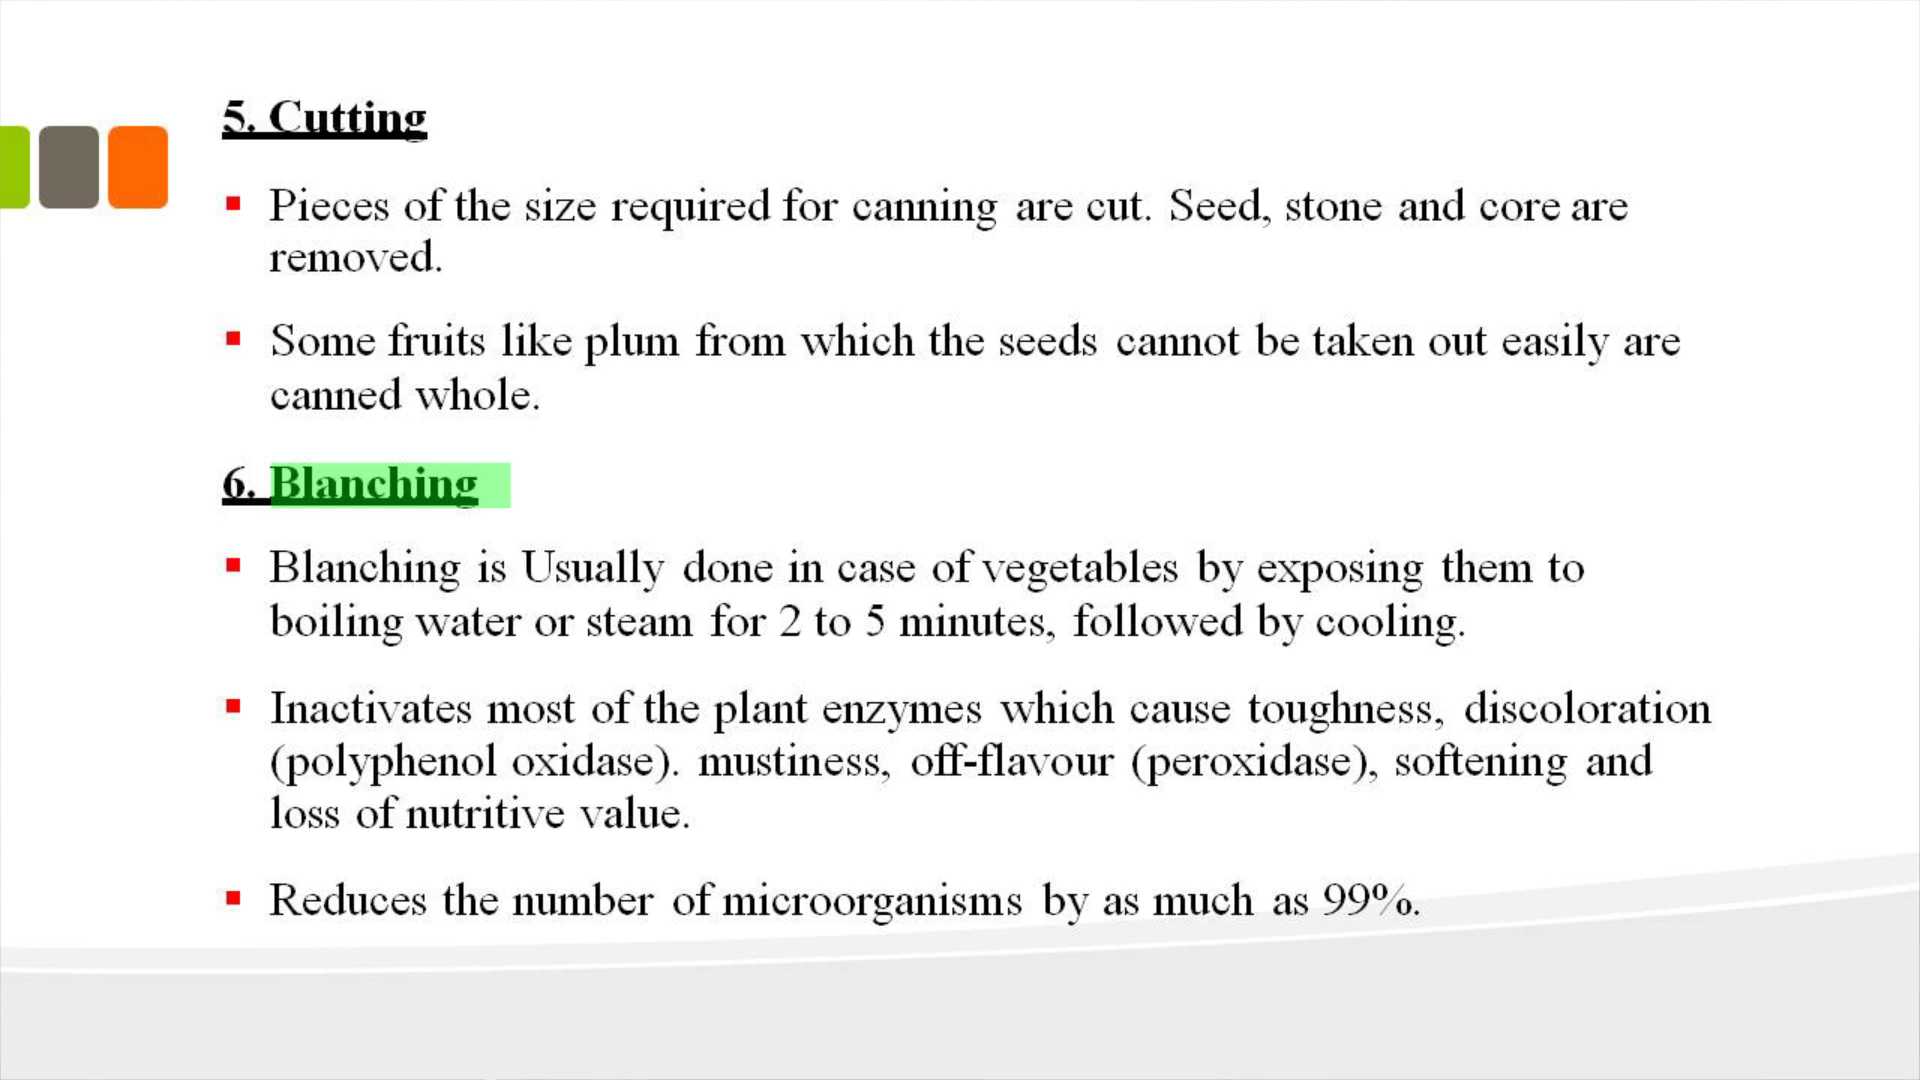 5. Cutting
▪ Pieces of the size required for canning are cut. Seed, stone and core are
removed.
▪ Some fruits like plum from which the seeds cannot be taken out easily are
canned whole.
6. Blanching
▪ Blanching is Usually done in case of vegetables by exposing them to
boiling water or steam for 2 to 5 minutes, followed by cooling.
▪ Inactivates most of the plant enzymes which cause toughness, discoloration
(polyphenol oxidase). mustiness, off-flavour (peroxidase), softening and
loss of nutritive value.
▪ Reduces the number of microorganisms by as much as 99%.